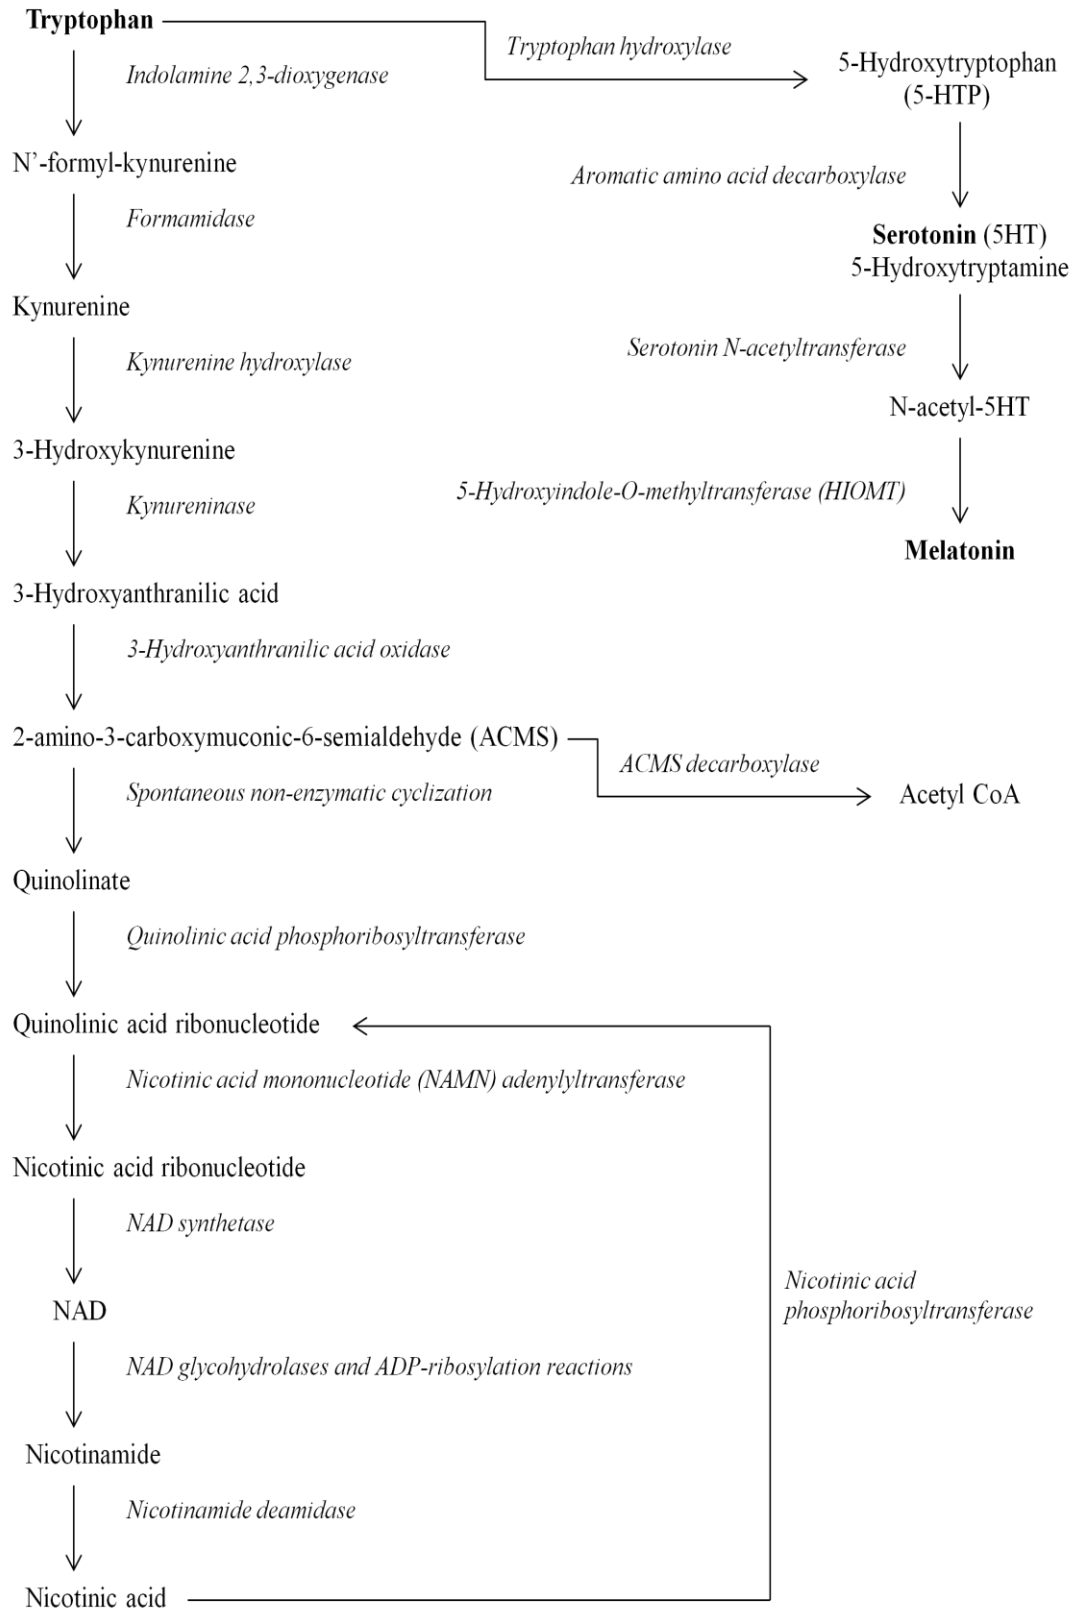 Tryptophan
Tryptophan hydroxylase
Indolamine 2,3-dioxygenase
5-Hydroxytryptophan
(5-HTP)
N’-formyl-kynurenine
Aromatic amino acid decarboxylase
Formamidase
Serotonin (5HT)
5-Hydroxytryptamine
Kynurenine
Serotonin N-acetyltransferase
Kynurenine hydroxylase
N-acetyl-5HT
3-Hydroxykynurenine
5-Hydroxyindole-O-methyltransferase (HIOMT)
Kynureninase
Melatonin
3-Hydroxyanthranilic acid
3-Hydroxyanthranilic acid oxidase
2-amino-3-carboxymuconic-6-semialdehyde (ACMS)
ACMS decarboxylase
Spontaneous non-enzymatic cyclization
Acetyl CoA
Quinolinate
Quinolinic acid phosphoribosyltransferase
Quinolinic acid ribonucleotide
Nicotinic acid mononucleotide (NAMN) adenylyltransferase
Nicotinic acid ribonucleotide
NAD synthetase
Nicotinic acid
phosphoribosyltransferase
NAD
NAD glycohydrolases and ADP-ribosylation reactions
Nicotinamide
Nicotinamide deamidase
Nicotinic acid